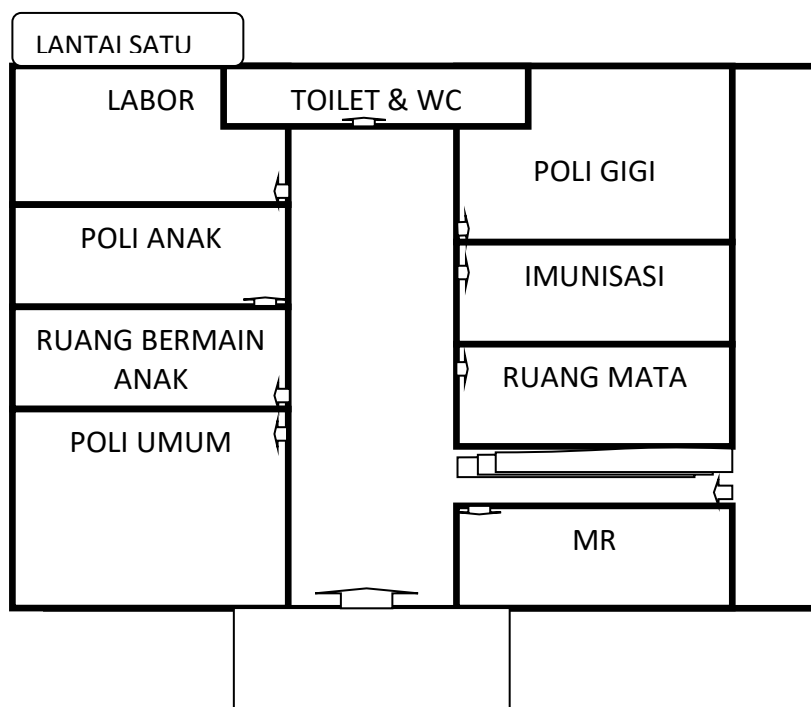 LANTAI SATU
LABOR
TOILET & WC
POLI GIGI
POLI ANAK
IMUNISASI
RUANG BERMAIN
ANAK
RUANG MATA
POLI UMUM
MR